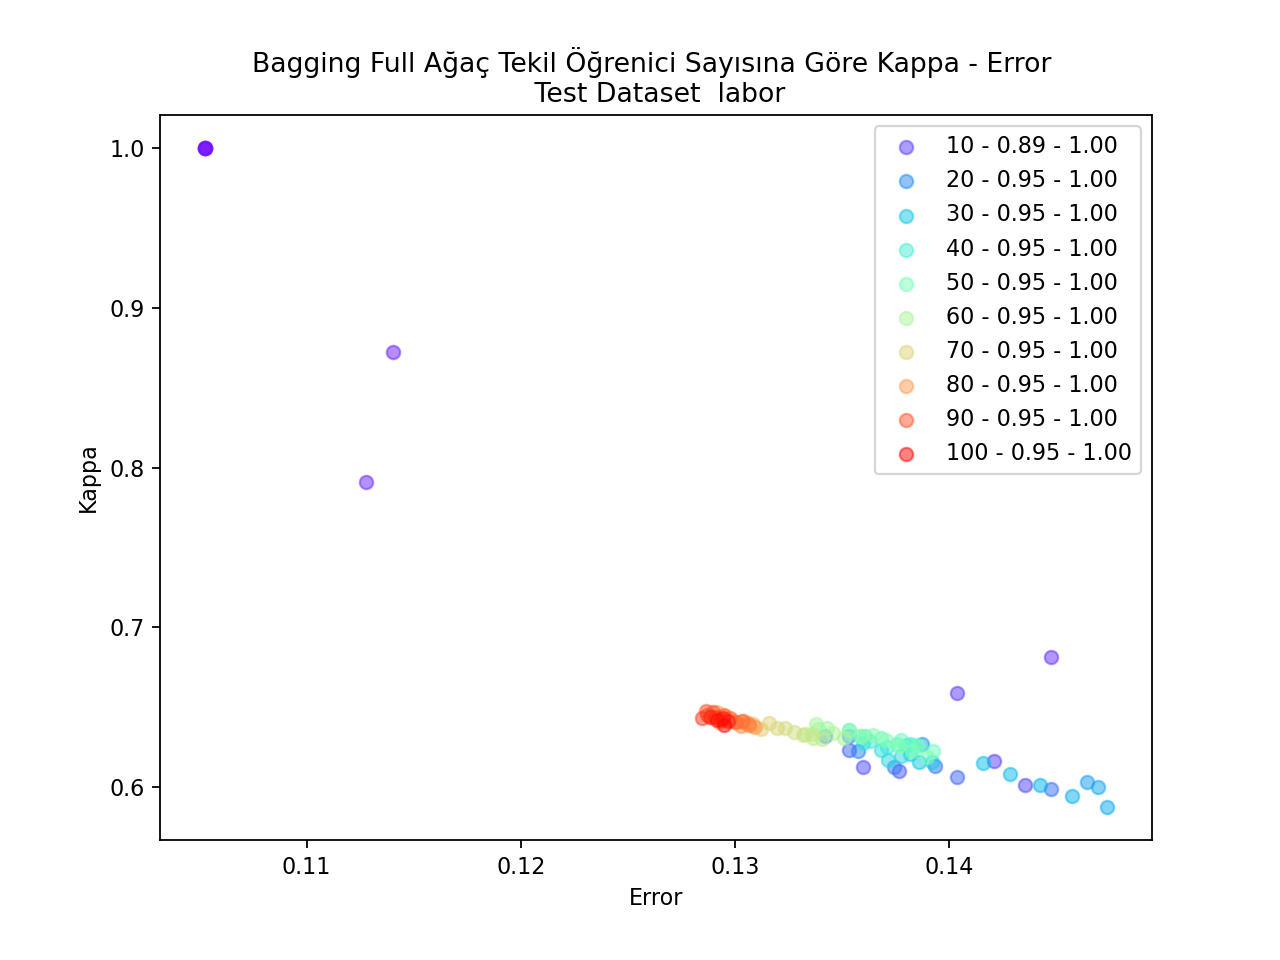 Bagging Full Ağaç Tekil Öğrenici Sayısına Göre Kappa - Error
Test Dataset  labor
1.0
0.9
0.8
0.7
0.6
Kappa
10 - 0.89 - 1.00
20 - 0.95 - 1.00
30 - 0.95 - 1.00
40 - 0.95 - 1.00
50 - 0.95 - 1.00
60 - 0.95 - 1.00
70 - 0.95 - 1.00
80 - 0.95 - 1.00
90 - 0.95 - 1.00
100 - 0.95 - 1.00
0.11 0.12 0.13 0.14
Error